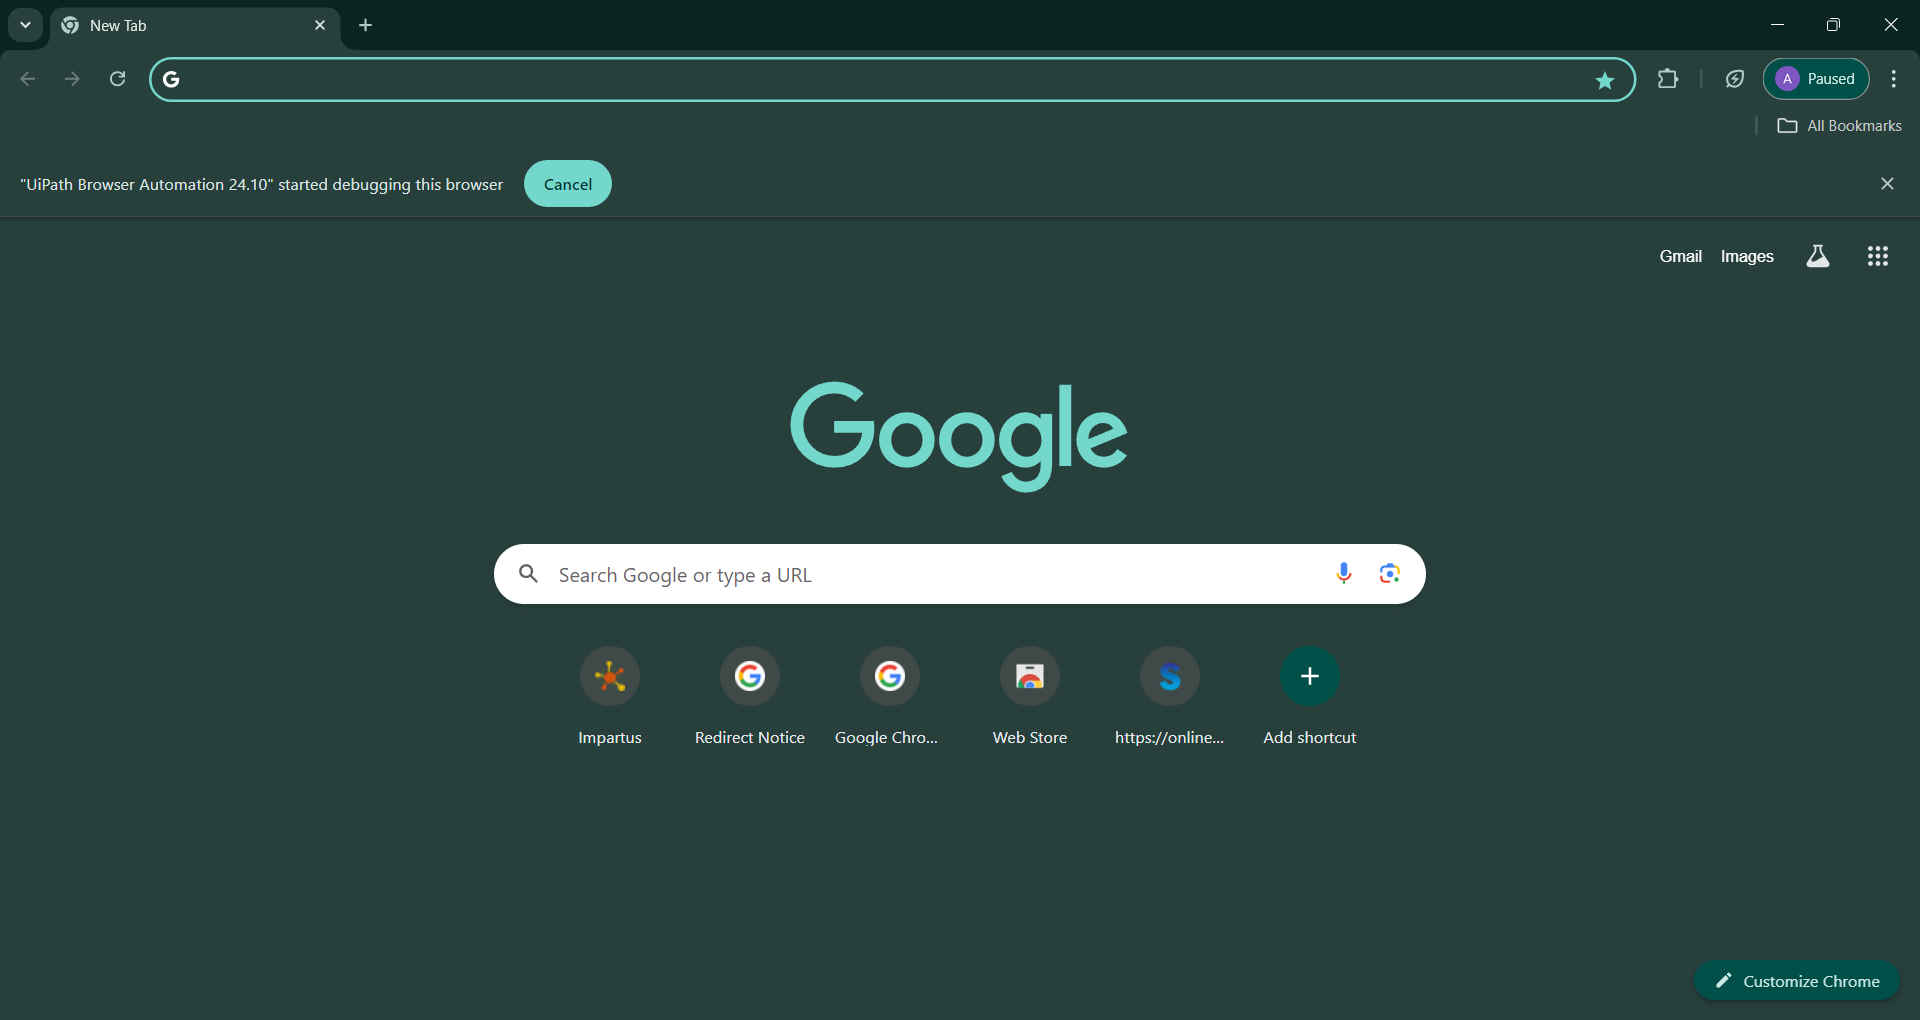 New Tab
A Paused
All Bookmarks
"UiPath Browser Automation 24.10" started debugging this browser
Cancel
Gmail
Images
Google
Search Google or type a URL
Impartus
Redirect Notice
Google Chro...
Web Store
https://online...
Add shortcut
Customize Chrome